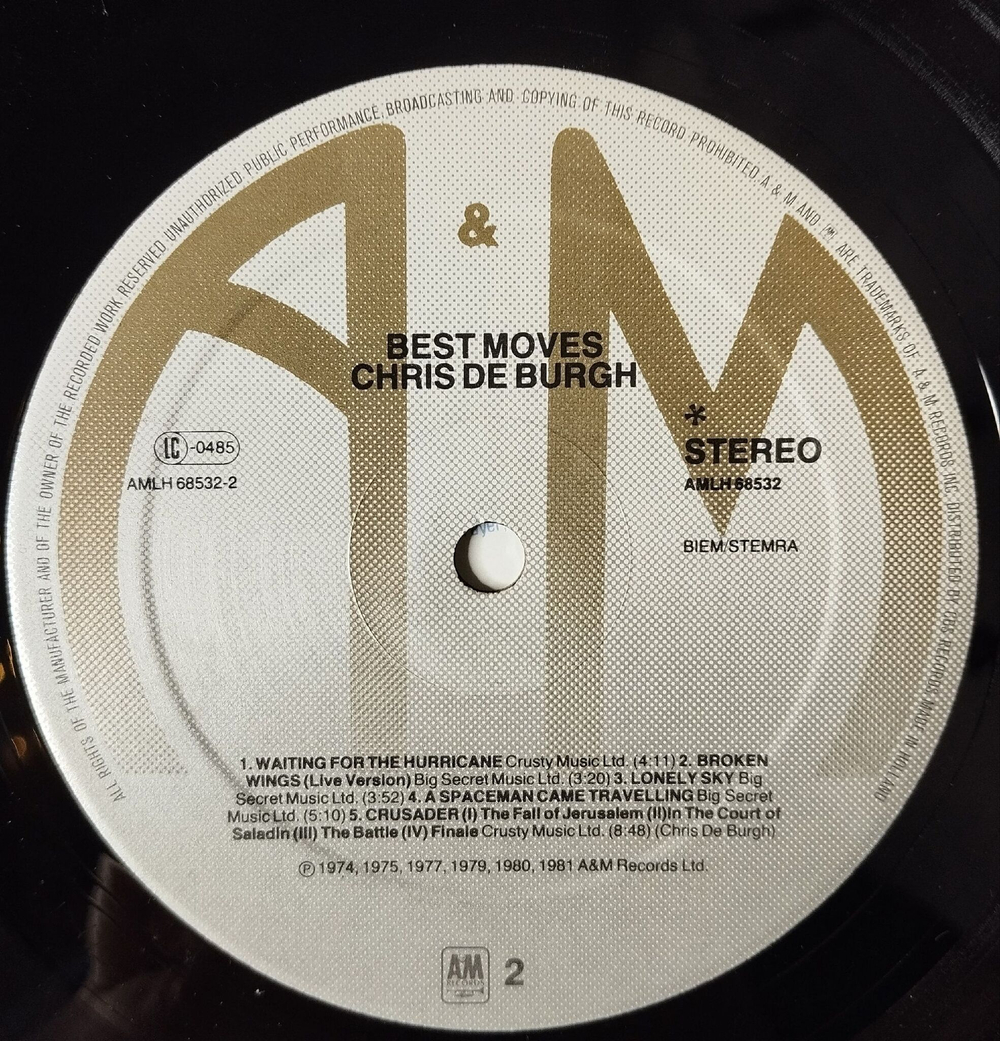 ALL RIGHTS OF THE MANUFACTURER AND OF THE OWNER OF THE RECORDED WORK RESERVED UNAUTHORIZED PUBLIC PERFORMANCE, BROADCASTING AND COPYING OF THIS RECORD PROHIBITED. A & M AND ARE TRADEMARKS OF A & M RECORDS INC. DISTRIBUTED BY CBS RECORDS MADE IN HOLLAND
A & M
BEST MOVES
CHRIS DE BURGH
*
LC -0485
STEREO
AMLH 68532-2
AMLH 68532
BIEM/STEMRA
1. WAITING FOR THE HURRICANE Crusty Music Ltd. (4:11) 2. BROKEN
WINGS (Live Version) Big Secret Music Ltd. (3:20) 3. LONELY SKY Big
Secret Music Ltd. (3:52) 4. A SPACEMAN CAME TRAVELLING Big Secret
Music Ltd. (5:10) 5. CRUSADER (I) The Fall of Jerusalem (II)In The Court of
Saladin (III) The Battle (IV) Finale Crusty Music Ltd. (8:48) (Chris De Burgh)
℗ 1974, 1975, 1977, 1979, 1980, 1981 A&M Records Ltd.
AM
RECORDS
2